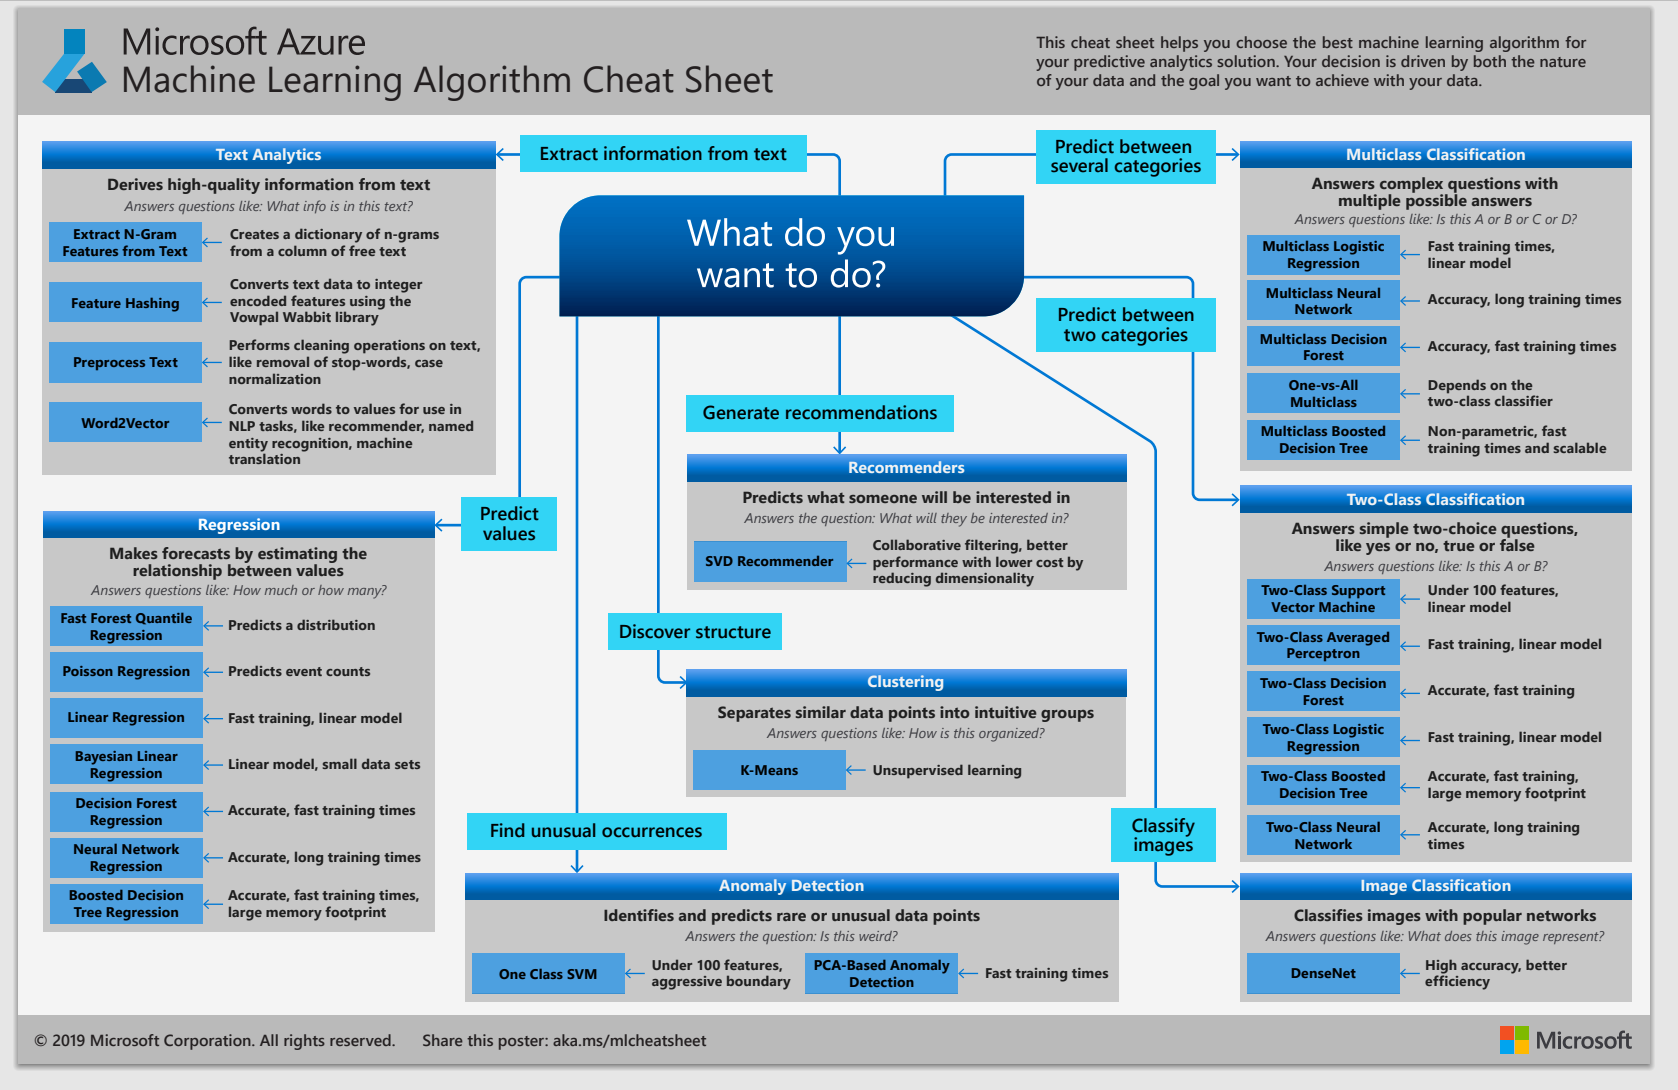 Microsoft Azure
Machine Learning Algorithm Cheat Sheet
This cheat sheet helps you choose the best machine learning algorithm for
your predictive analytics solution. Your decision is driven by both the nature
of your data and the goal you want to achieve with your data.
What do you
want to do?
Extract information from text
Text Analytics
Derives high-quality information from text
Answers questions like: What info is in this text?
Extract N-Gram
Features from Text
Creates a dictionary of n-grams
from a column of free text
Feature Hashing
Converts text data to integer
encoded features using the
Vowpal Wabbit library
Preprocess Text
Performs cleaning operations on text,
like removal of stop-words, case
normalization
Word2Vector
Converts words to values for use in
NLP tasks, like recommender, named
entity recognition, machine
translation
Predict
values
Regression
Makes forecasts by estimating the
relationship between values
Answers questions like: How much or how many?
Fast Forest Quantile
Regression
Predicts a distribution
Poisson Regression
Predicts event counts
Linear Regression
Fast training, linear model
Bayesian Linear
Regression
Linear model, small data sets
Decision Forest
Regression
Accurate, fast training times
Neural Network
Regression
Accurate, long training times
Boosted Decision
Tree Regression
Accurate, fast training times,
large memory footprint
Generate recommendations
Recommenders
Predicts what someone will be interested in
Answers the question: What will they be interested in?
SVD Recommender
Collaborative filtering, better
performance with lower cost by
reducing dimensionality
Discover structure
Clustering
Separates similar data points into intuitive groups
Answers questions like: How is this organized?
K-Means
Unsupervised learning
Find unusual occurrences
Anomaly Detection
Identifies and predicts rare or unusual data points
Answers the question: Is this weird?
One Class SVM
Under 100 features,
aggressive boundary
PCA-Based Anomaly
Detection
Fast training times
Predict between
several categories
Multiclass Classification
Answers complex questions with
multiple possible answers
Answers questions like: Is this A or B or C or D?
Multiclass Logistic
Regression
Fast training times,
linear model
Multiclass Neural
Network
Accuracy, long training times
Multiclass Decision
Forest
Accuracy, fast training times
One-vs-All
Multiclass
Depends on the
two-class classifier
Multiclass Boosted
Decision Tree
Non-parametric, fast
training times and scalable
Predict between
two categories
Two-Class Classification
Answers simple two-choice questions,
like yes or no, true or false
Answers questions like: Is this A or B?
Two-Class Support
Vector Machine
Under 100 features,
linear model
Two-Class Averaged
Perceptron
Fast training, linear model
Two-Class Decision
Forest
Accurate, fast training
Two-Class Logistic
Regression
Fast training, linear model
Two-Class Boosted
Decision Tree
Accurate, fast training,
large memory footprint
Two-Class Neural
Network
Accurate, long training
times
Classify
images
Image Classification
Classifies images with popular networks
Answers questions like: What does this image represent?
DenseNet
High accuracy, better
efficiency
© 2019 Microsoft Corporation. All rights reserved.
Share this poster: aka.ms/mlcheatsheet
Microsoft